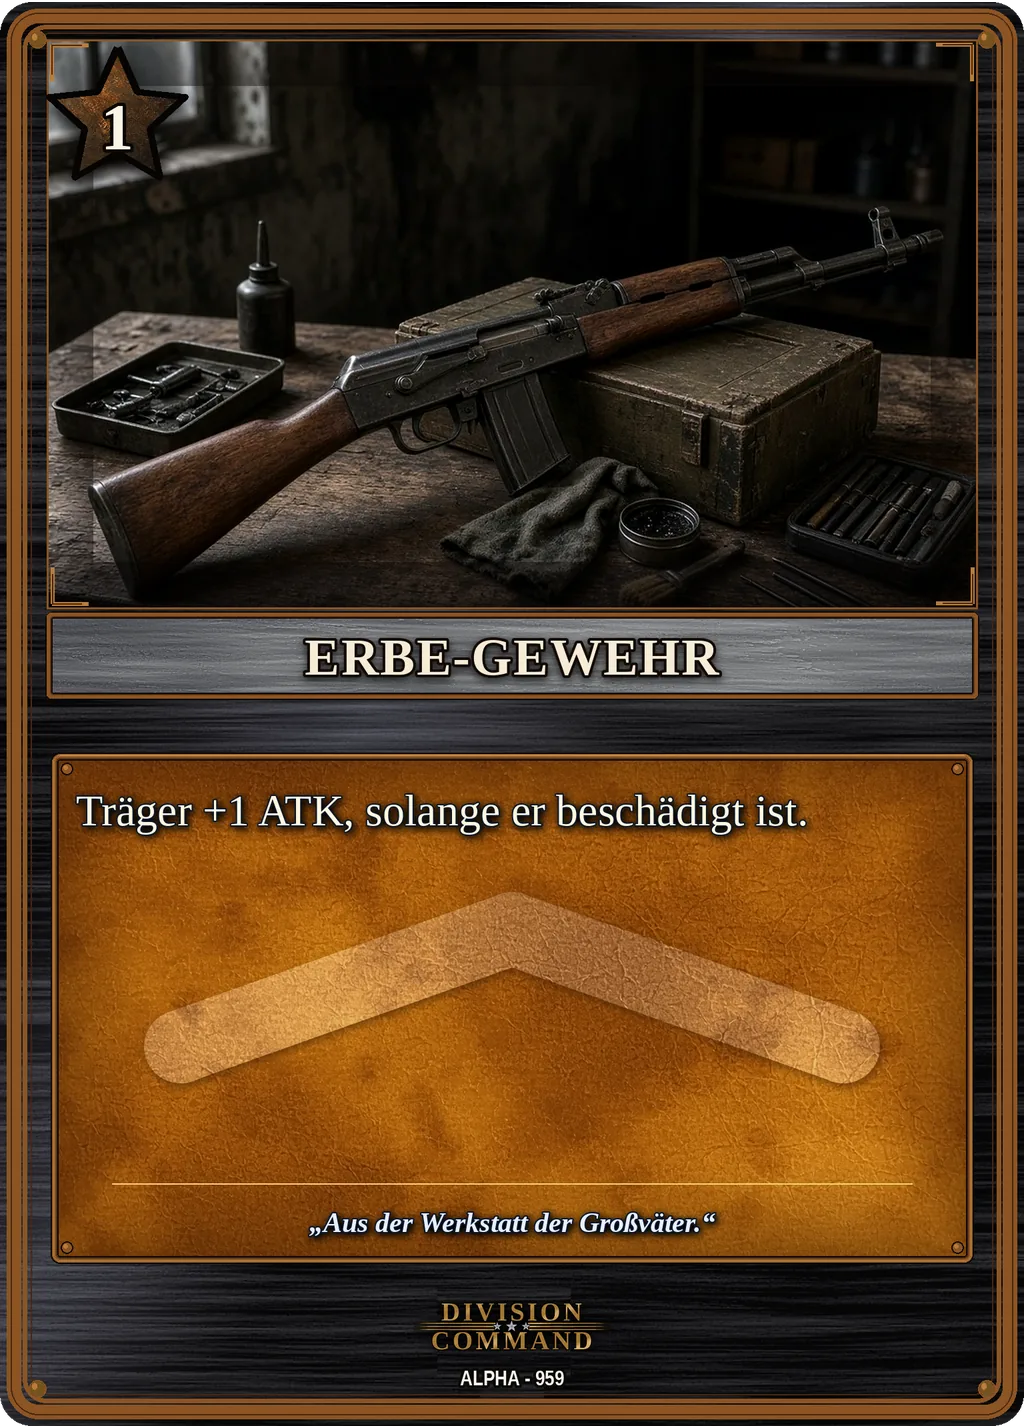 1
ERBE-GEWEHR
Träger +1 ATK, solange er beschädigt ist.
„Aus der Werkstatt der Großväter.“
DIVISION
COMMAND
ALPHA - 959